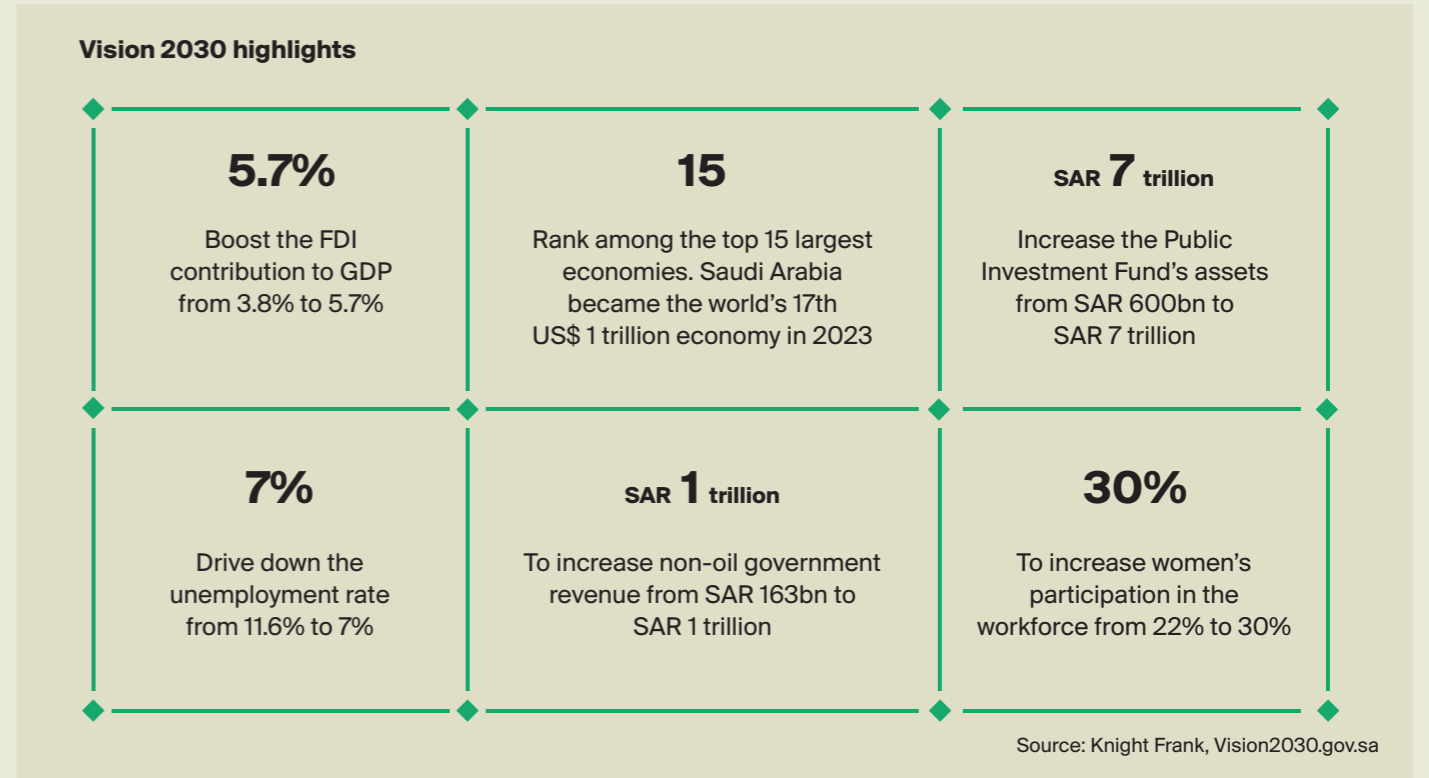 Vision 2030 highlights
5.7%
Boost the FDI
contribution to GDP
from 3.8% to 5.7%
15
Rank among the top 15 largest
economies. Saudi Arabia
became the world’s 17th
US$ 1 trillion economy in 2023
SAR 7 trillion
Increase the Public
Investment Fund’s assets
from SAR 600bn to
SAR 7 trillion
7%
Drive down the
unemployment rate
from 11.6% to 7%
SAR 1 trillion
To increase non-oil government
revenue from SAR 163bn to
SAR 1 trillion
30%
To increase women’s
participation in the
workforce from 22% to 30%
Source: Knight Frank, Vision2030.gov.sa